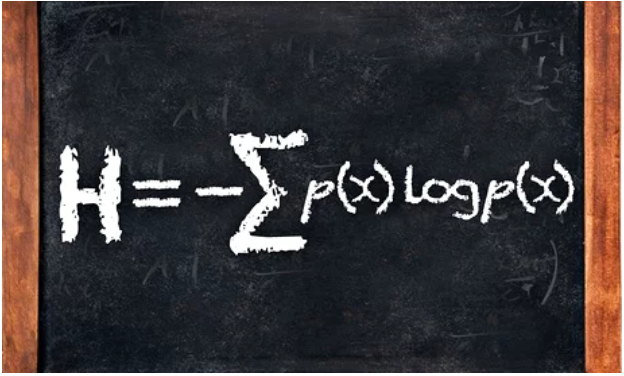 H = -∑ p(x) log p(x)